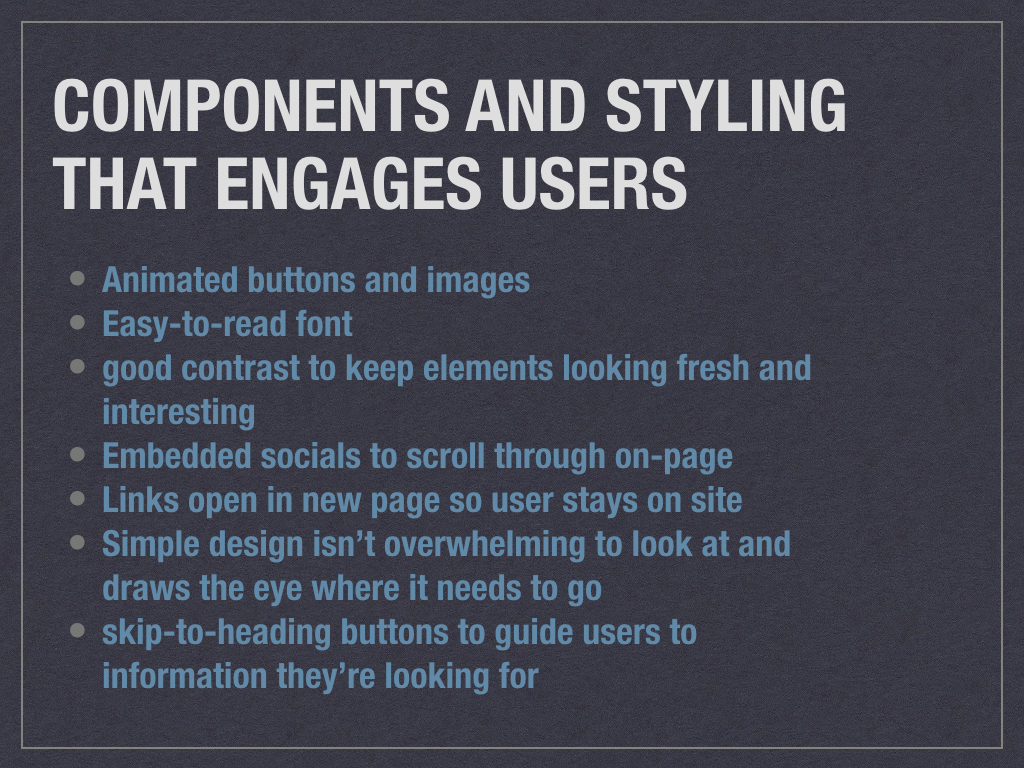 COMPONENTS AND STYLING
THAT ENGAGES USERS
• Animated buttons and images
• Easy-to-read font
• good contrast to keep elements looking fresh and
interesting
• Embedded socials to scroll through on-page
• Links open in new page so user stays on site
• Simple design isn’t overwhelming to look at and
draws the eye where it needs to go
• skip-to-heading buttons to guide users to
information they’re looking for